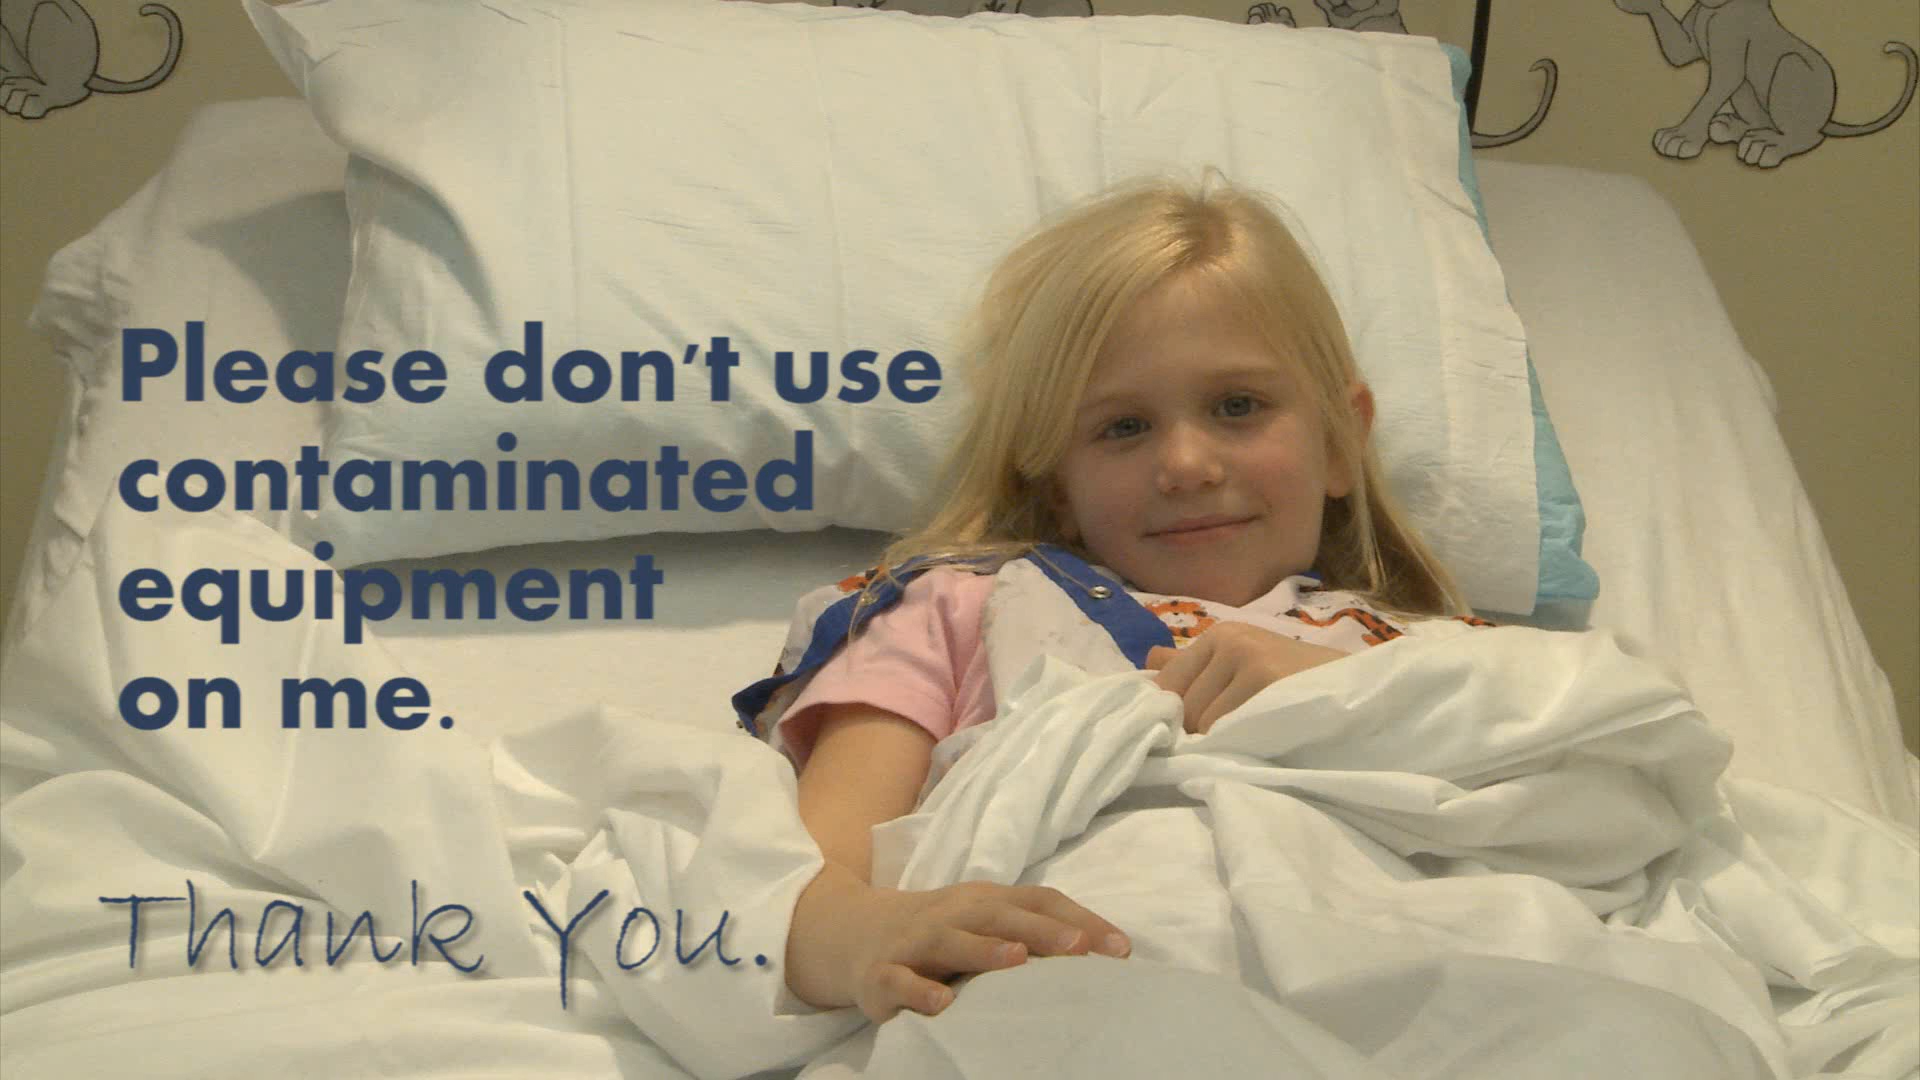 Please don't use
contaminated
equipment
on me.
Thank You.